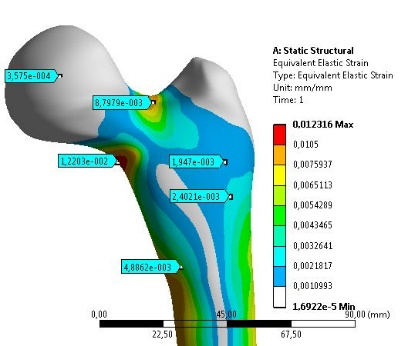 A: Static Structural
Equivalent Elastic Strain
Type: Equivalent Elastic Strain
Unit: mm/mm
Time: 1
0,012316 Max
0,0105
0,0075937
0,0065113
0,0054289
0,0043465
0,0032641
0,0021817
0,0010993
1,6922e-5 Min
3,575e-004
8,7979e-003
1,2203e-002
1,947e-003
2,4021e-003
4,8862e-003
0,00 45,00 90,00 (mm)
22,50 67,50